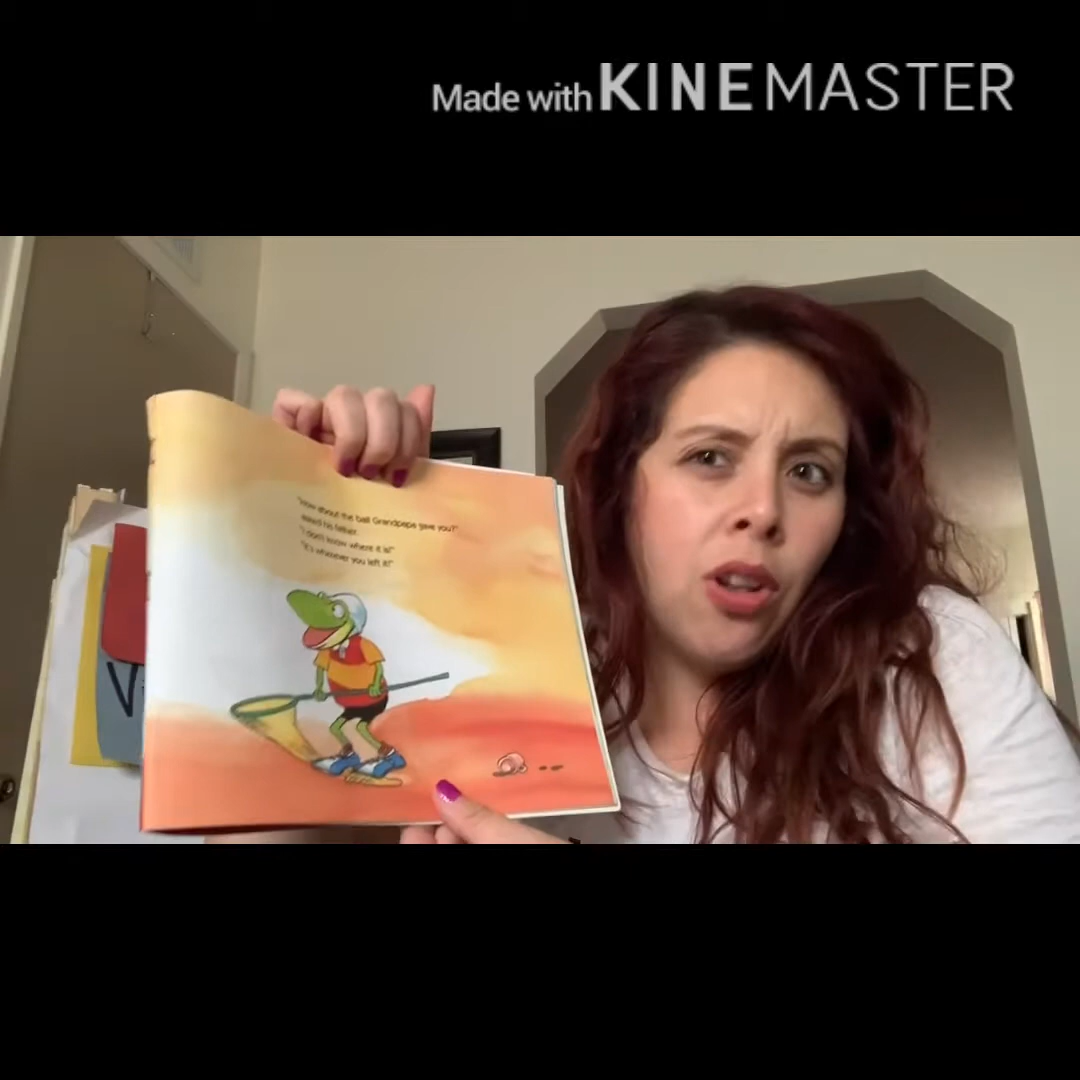 Made with KINEMASTER
"How about the ball Grandpapa gave you?"
asked his father.
"I don't know where it is!"
"It's wherever you left it!"
V